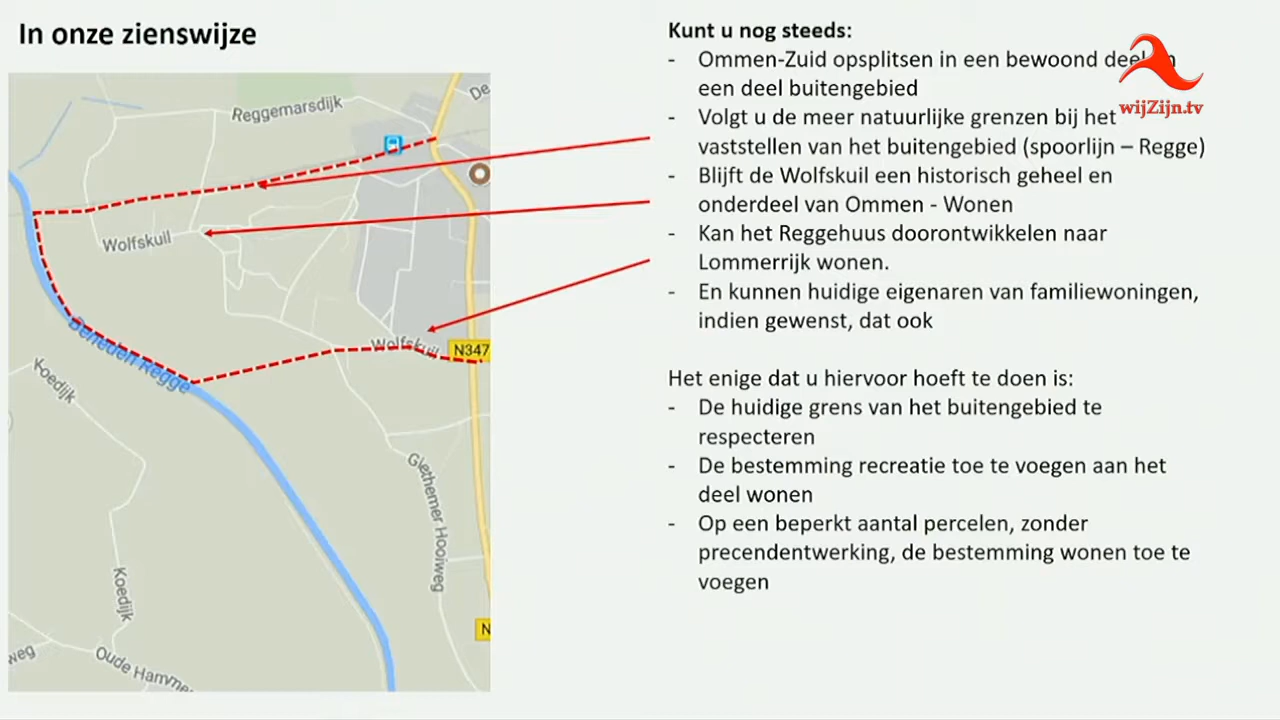 In onze zienswijze
Kunt u nog steeds:
- Ommen-Zuid opsplitsen in een bewoond deel en
een deel buitengebied
- Volgt u de meer natuurlijke grenzen bij het
vaststellen van het buitengebied (spoorlijn – Regge)
- Blijft de Wolfskuil een historisch geheel en
onderdeel van Ommen - Wonen
- Kan het Reggehuus doorontwikkelen naar
Lommerrijk wonen.
- En kunnen huidige eigenaren van familiewoningen,
indien gewenst, dat ook
Het enige dat u hiervoor hoeft te doen is:
- De huidige grens van het buitengebied te
respecteren
- De bestemming recreatie toe te voegen aan het
deel wonen
- Op een beperkt aantal percelen, zonder
precendentwerking, de bestemming wonen toe te
voegen
wijZijn.tv
Reggemarsdijk
De
Wolfskuil
Beneden Regge
Wolfskuil
N347
Koedijk
Giethemer Hooiweg
Koedijk
N
weg
Oude Hamme